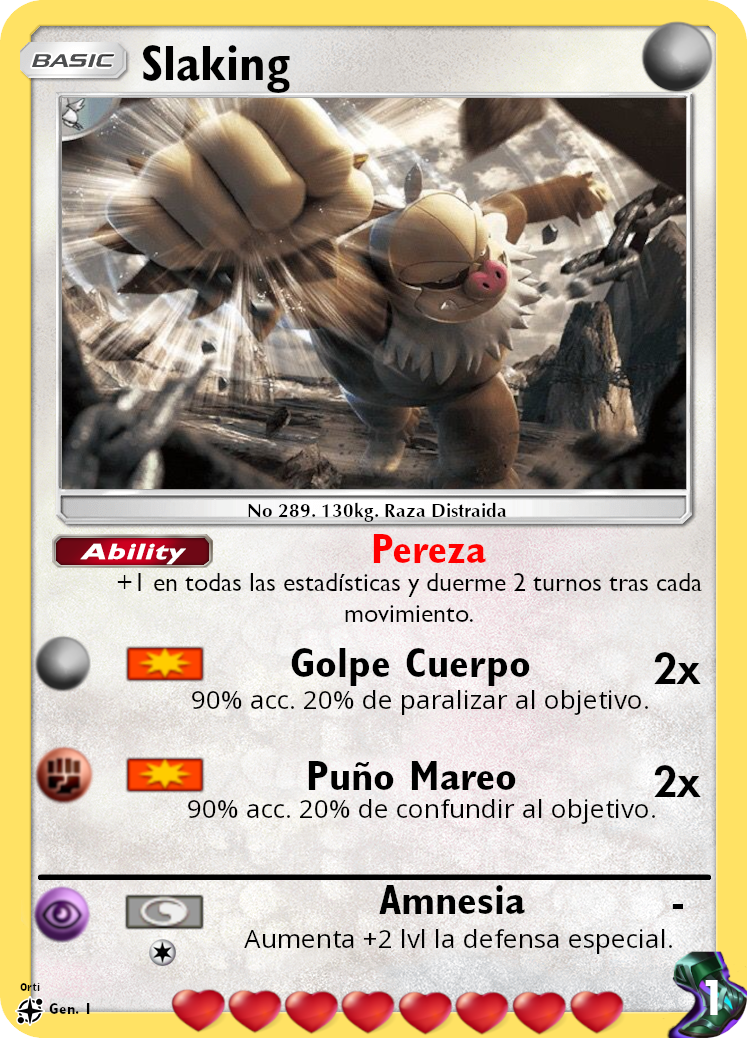 BASIC
Slaking
No 289. 130kg. Raza Distraida
Ability
Pereza
+1 en todas las estadísticas y duerme 2 turnos tras cada
movimiento.
Golpe Cuerpo
2x
90% acc. 20% de paralizar al objetivo.
Puño Mareo
2x
90% acc. 20% de confundir al objetivo.
Amnesia
-
Aumenta +2 lvl la defensa especial.
Orti
Gen. I
1